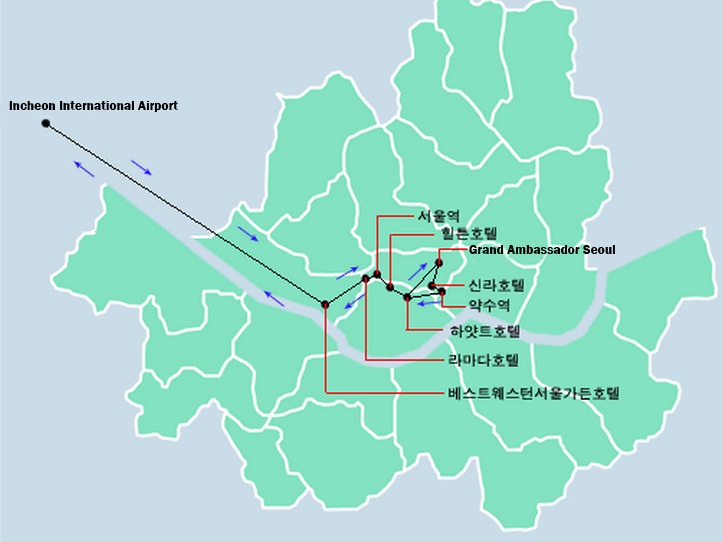 Incheon International Airport
서울역
힐튼호텔
Grand Ambassador Seoul
신라호텔
약수역
하얏트호텔
라마다호텔
베스트웨스턴서울가든호텔